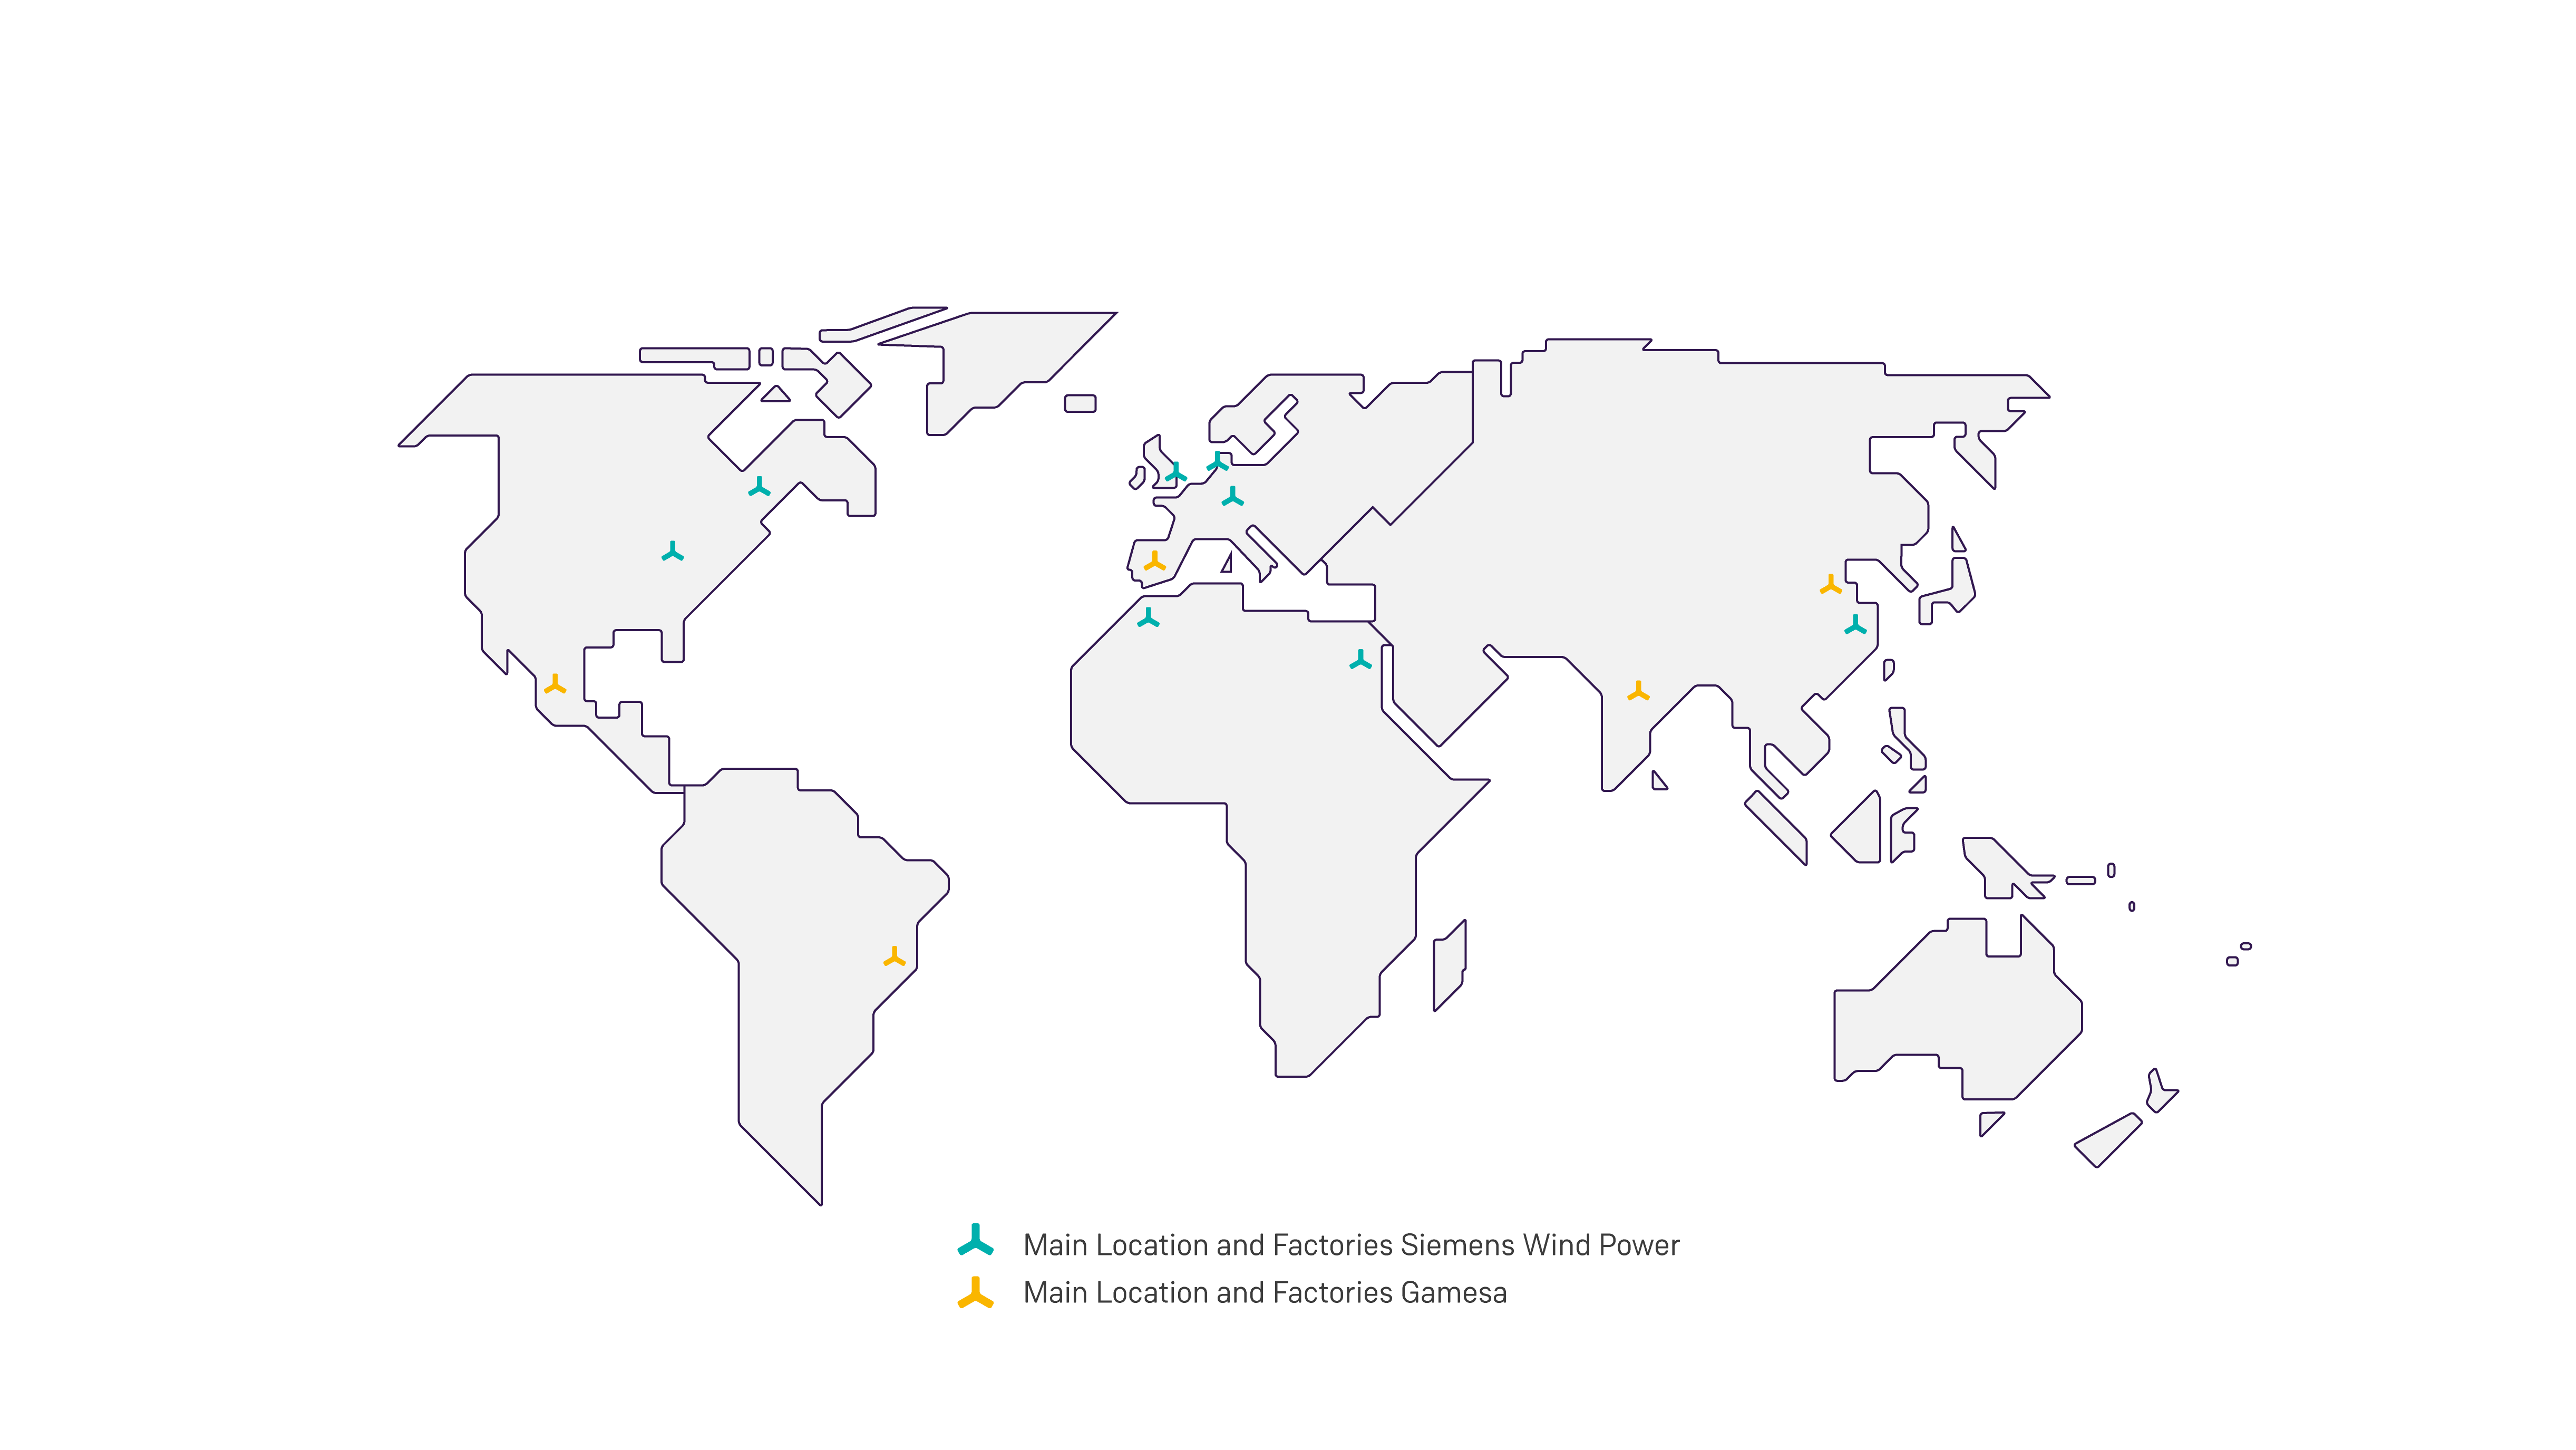 Main Location and Factories Siemens Wind Power
Main Location and Factories Gamesa